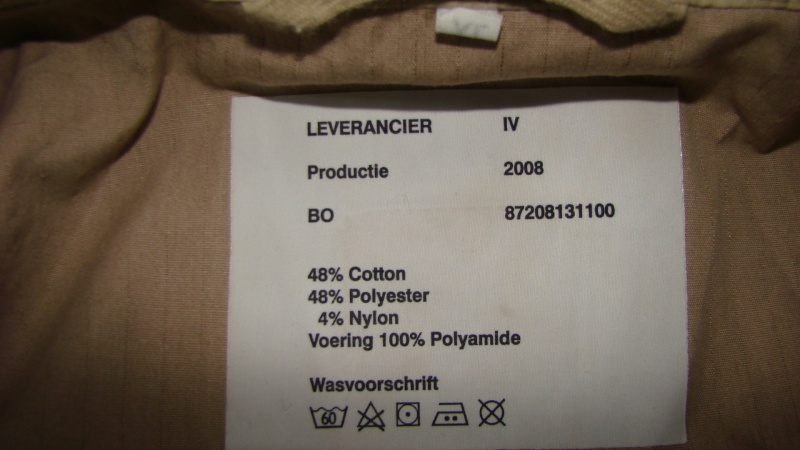 LEVERANCIER IV
Productie 2008
BO 87208131100
48% Cotton
48% Polyester
4% Nylon
Voering 100% Polyamide
Wasvoorschrift
60